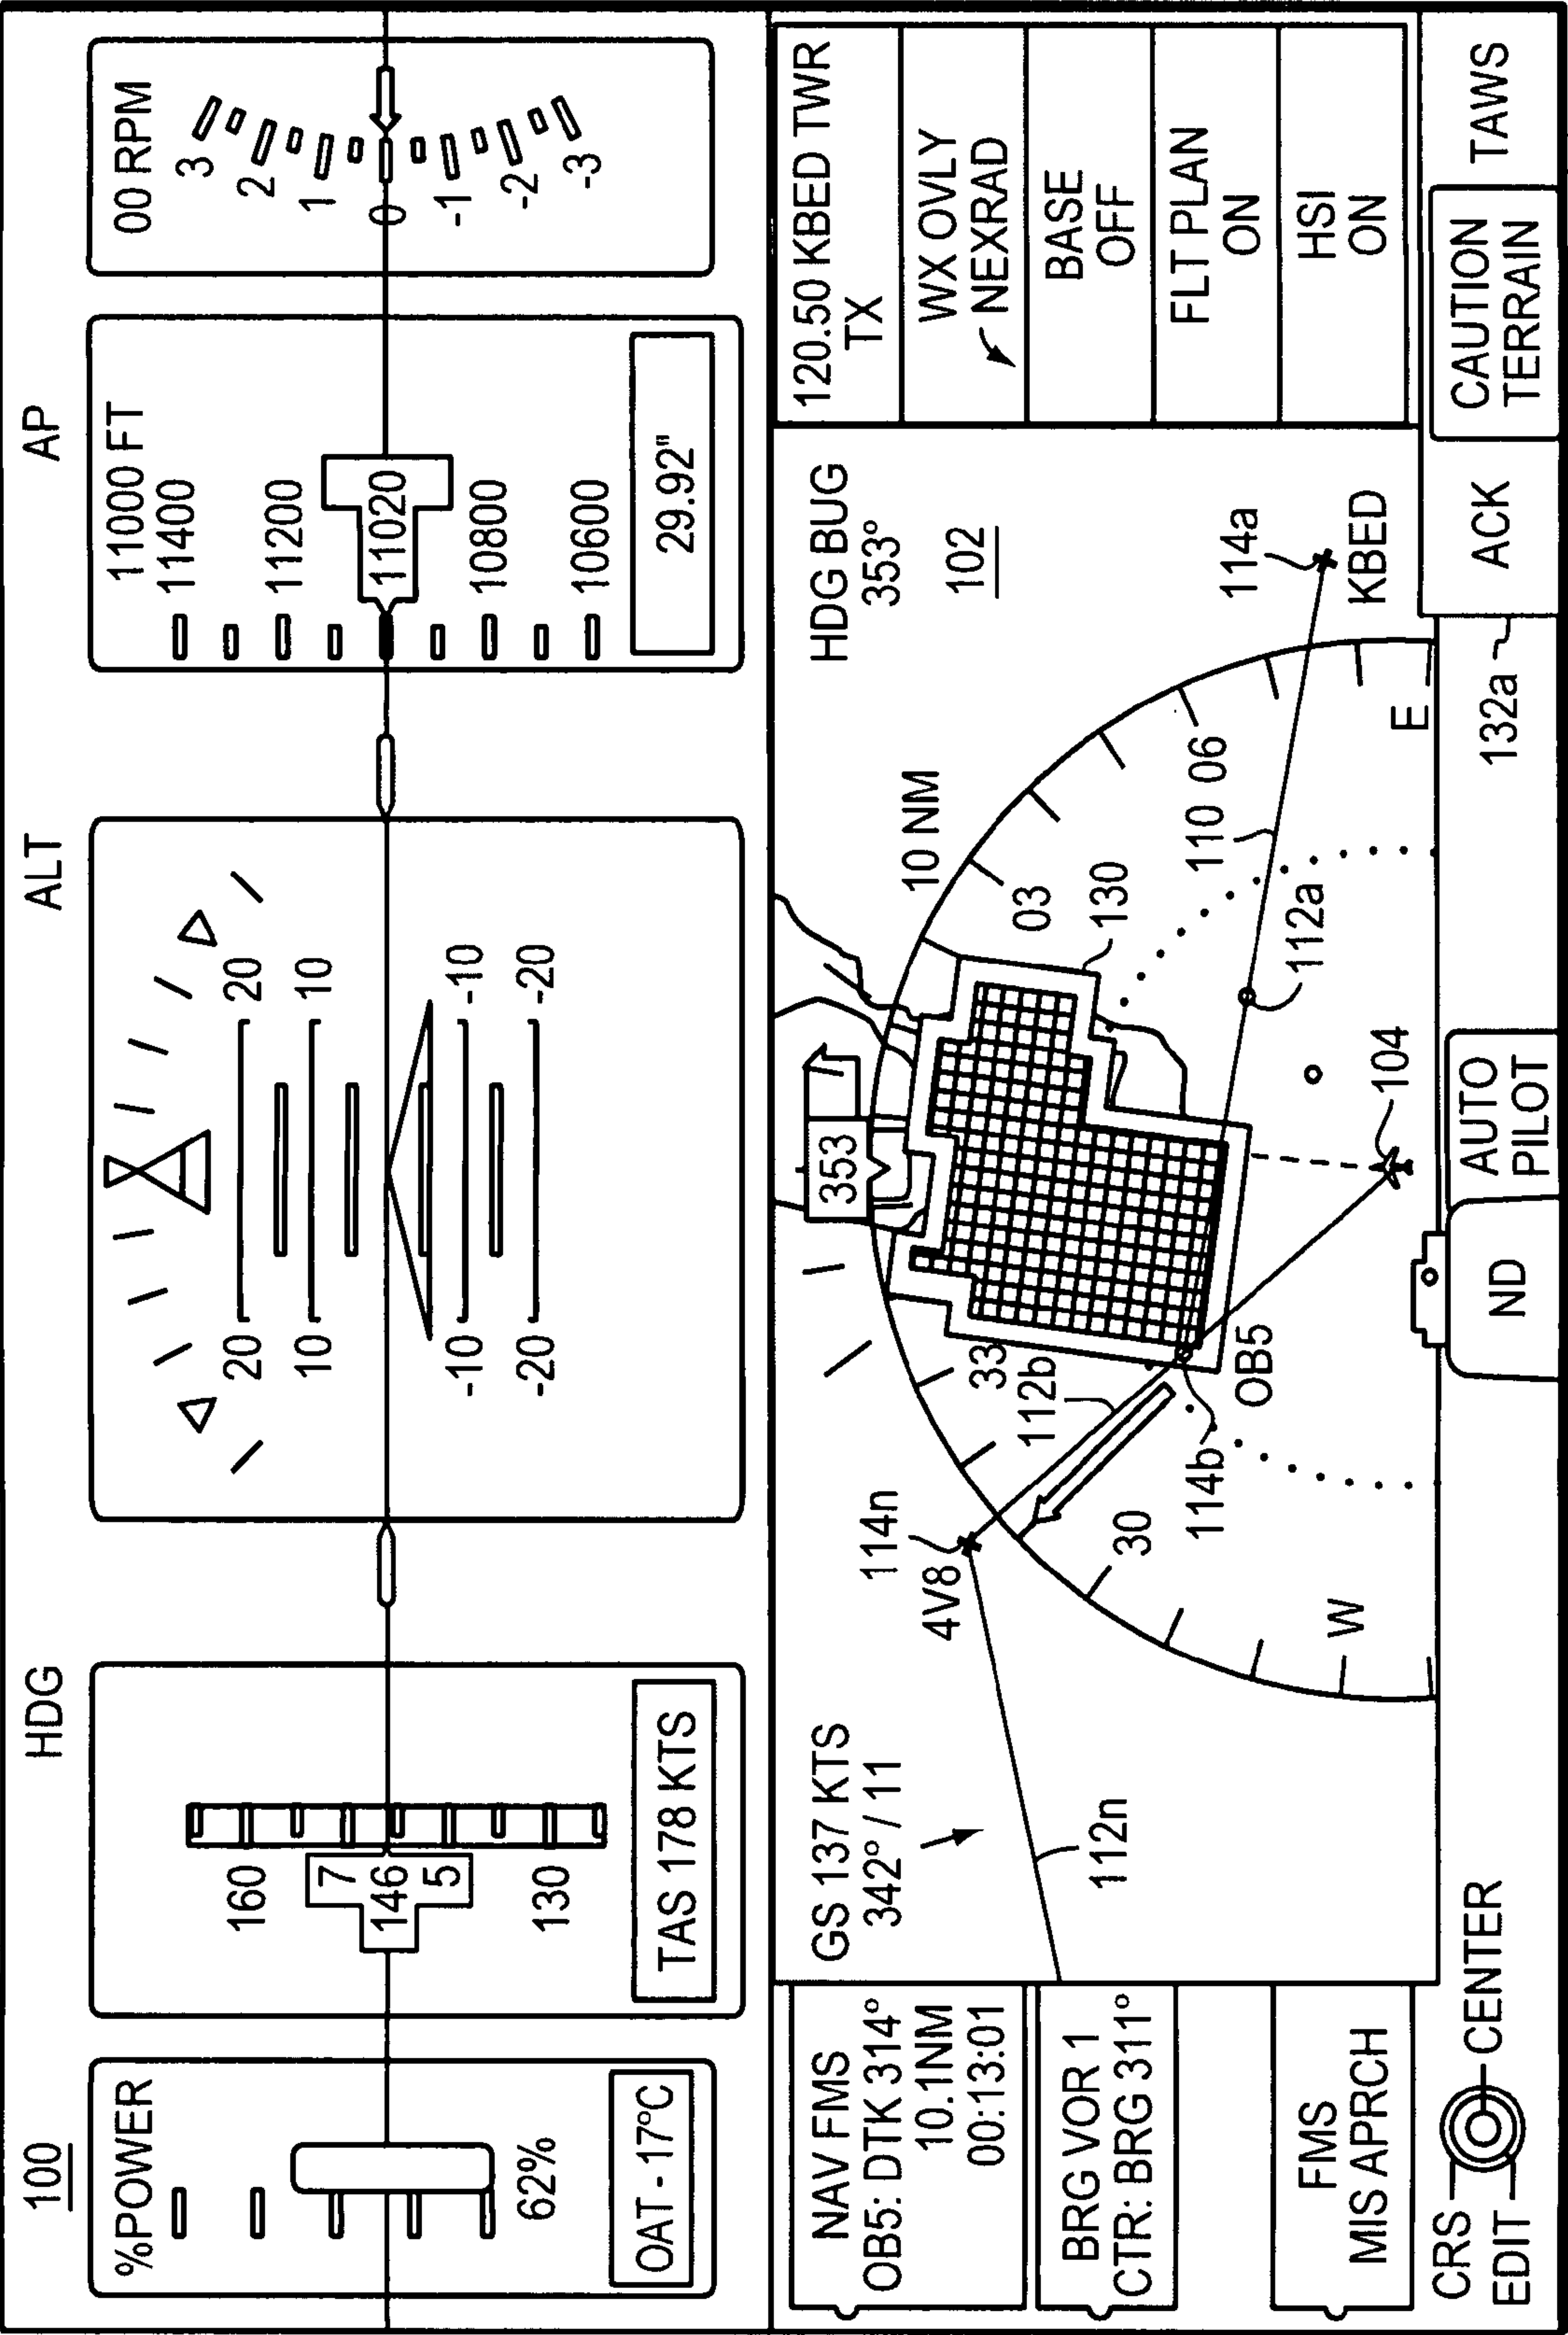 100
HDG
ALT
AP
%POWER
62%
OAT - 17°C
160
7
146
5
130
TAS 178 KTS
20
20
10
10
-10
-10
-20
-20
11000 FT
11400
11200
11020
10800
10600
29.92"
00 RPM
3
2
1
0
-1
-2
-3
NAV FMS
OB5: DTK 314°
10.1NM
00:13:01
BRG VOR 1
CTR: BRG 311°
FMS
MIS APRCH
CRS
EDIT
CENTER
GS 137 KTS
342° / 11
112n
114n
4V8
353
10 NM
HDG BUG
353°
102
W
30
33
03
06
E
112b
114b
OB5
130
110
112a
104
114a
KBED
120.50 KBED TWR
TX
WX OVLY
NEXRAD
BASE
OFF
FLT PLAN
ON
HSI
ON
ND
AUTO
PILOT
132a
ACK
CAUTION
TERRAIN
TAWS